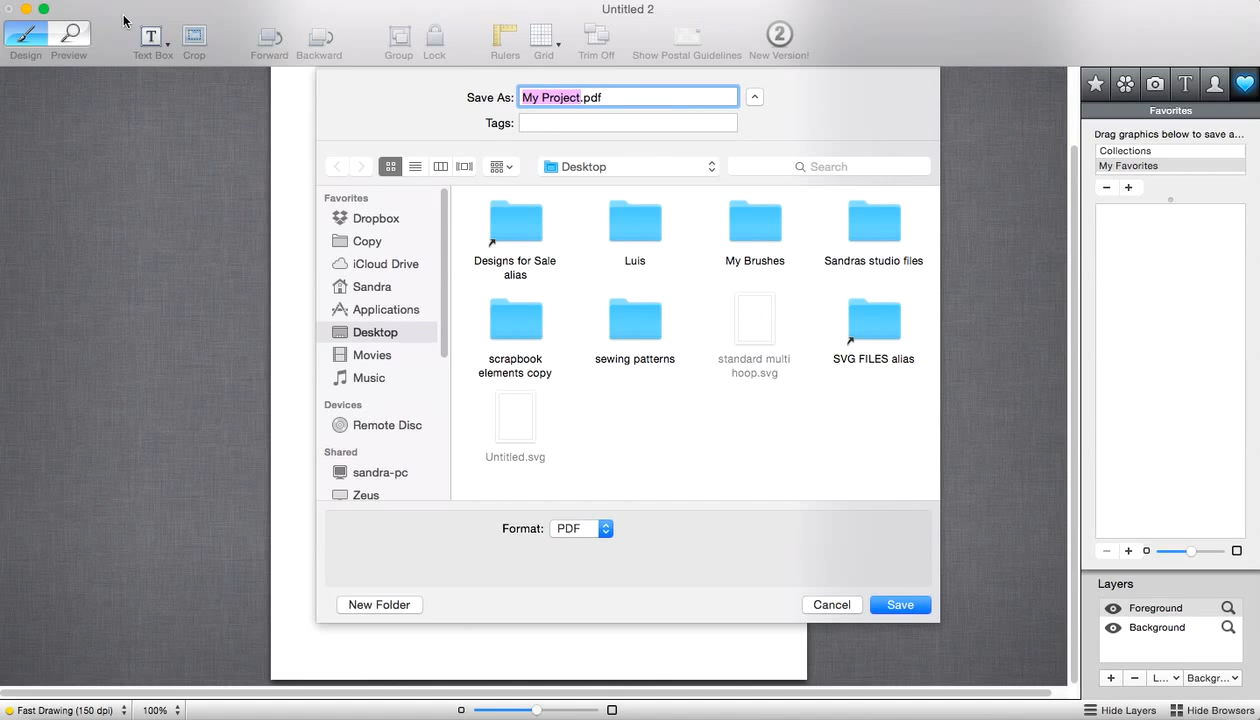 Untitled 2
Design
Preview
T
Text Box
Crop
Forward
Backward
Group
Lock
Rulers
Grid
Trim Off
Show Postal Guidelines
2
New Version!
Save As: My Project.pdf
Tags:
Desktop
Search
Favorites
Dropbox
Copy
iCloud Drive
Sandra
Applications
Desktop
Movies
Music
Devices
Remote Disc
Shared
sandra-pc
Zeus
Designs for Sale
alias
Luis
My Brushes
Sandras studio files
scrapbook
elements copy
sewing patterns
standard multi
hoop.svg
SVG FILES alias
Untitled.svg
Format: PDF
New Folder
Cancel
Save
T
Favorites
Drag graphics below to save a...
Collections
My Favorites
Layers
Foreground
Background
L...
Backgr...
Fast Drawing (150 dpi)
100%
Hide Layers
Hide Browsers